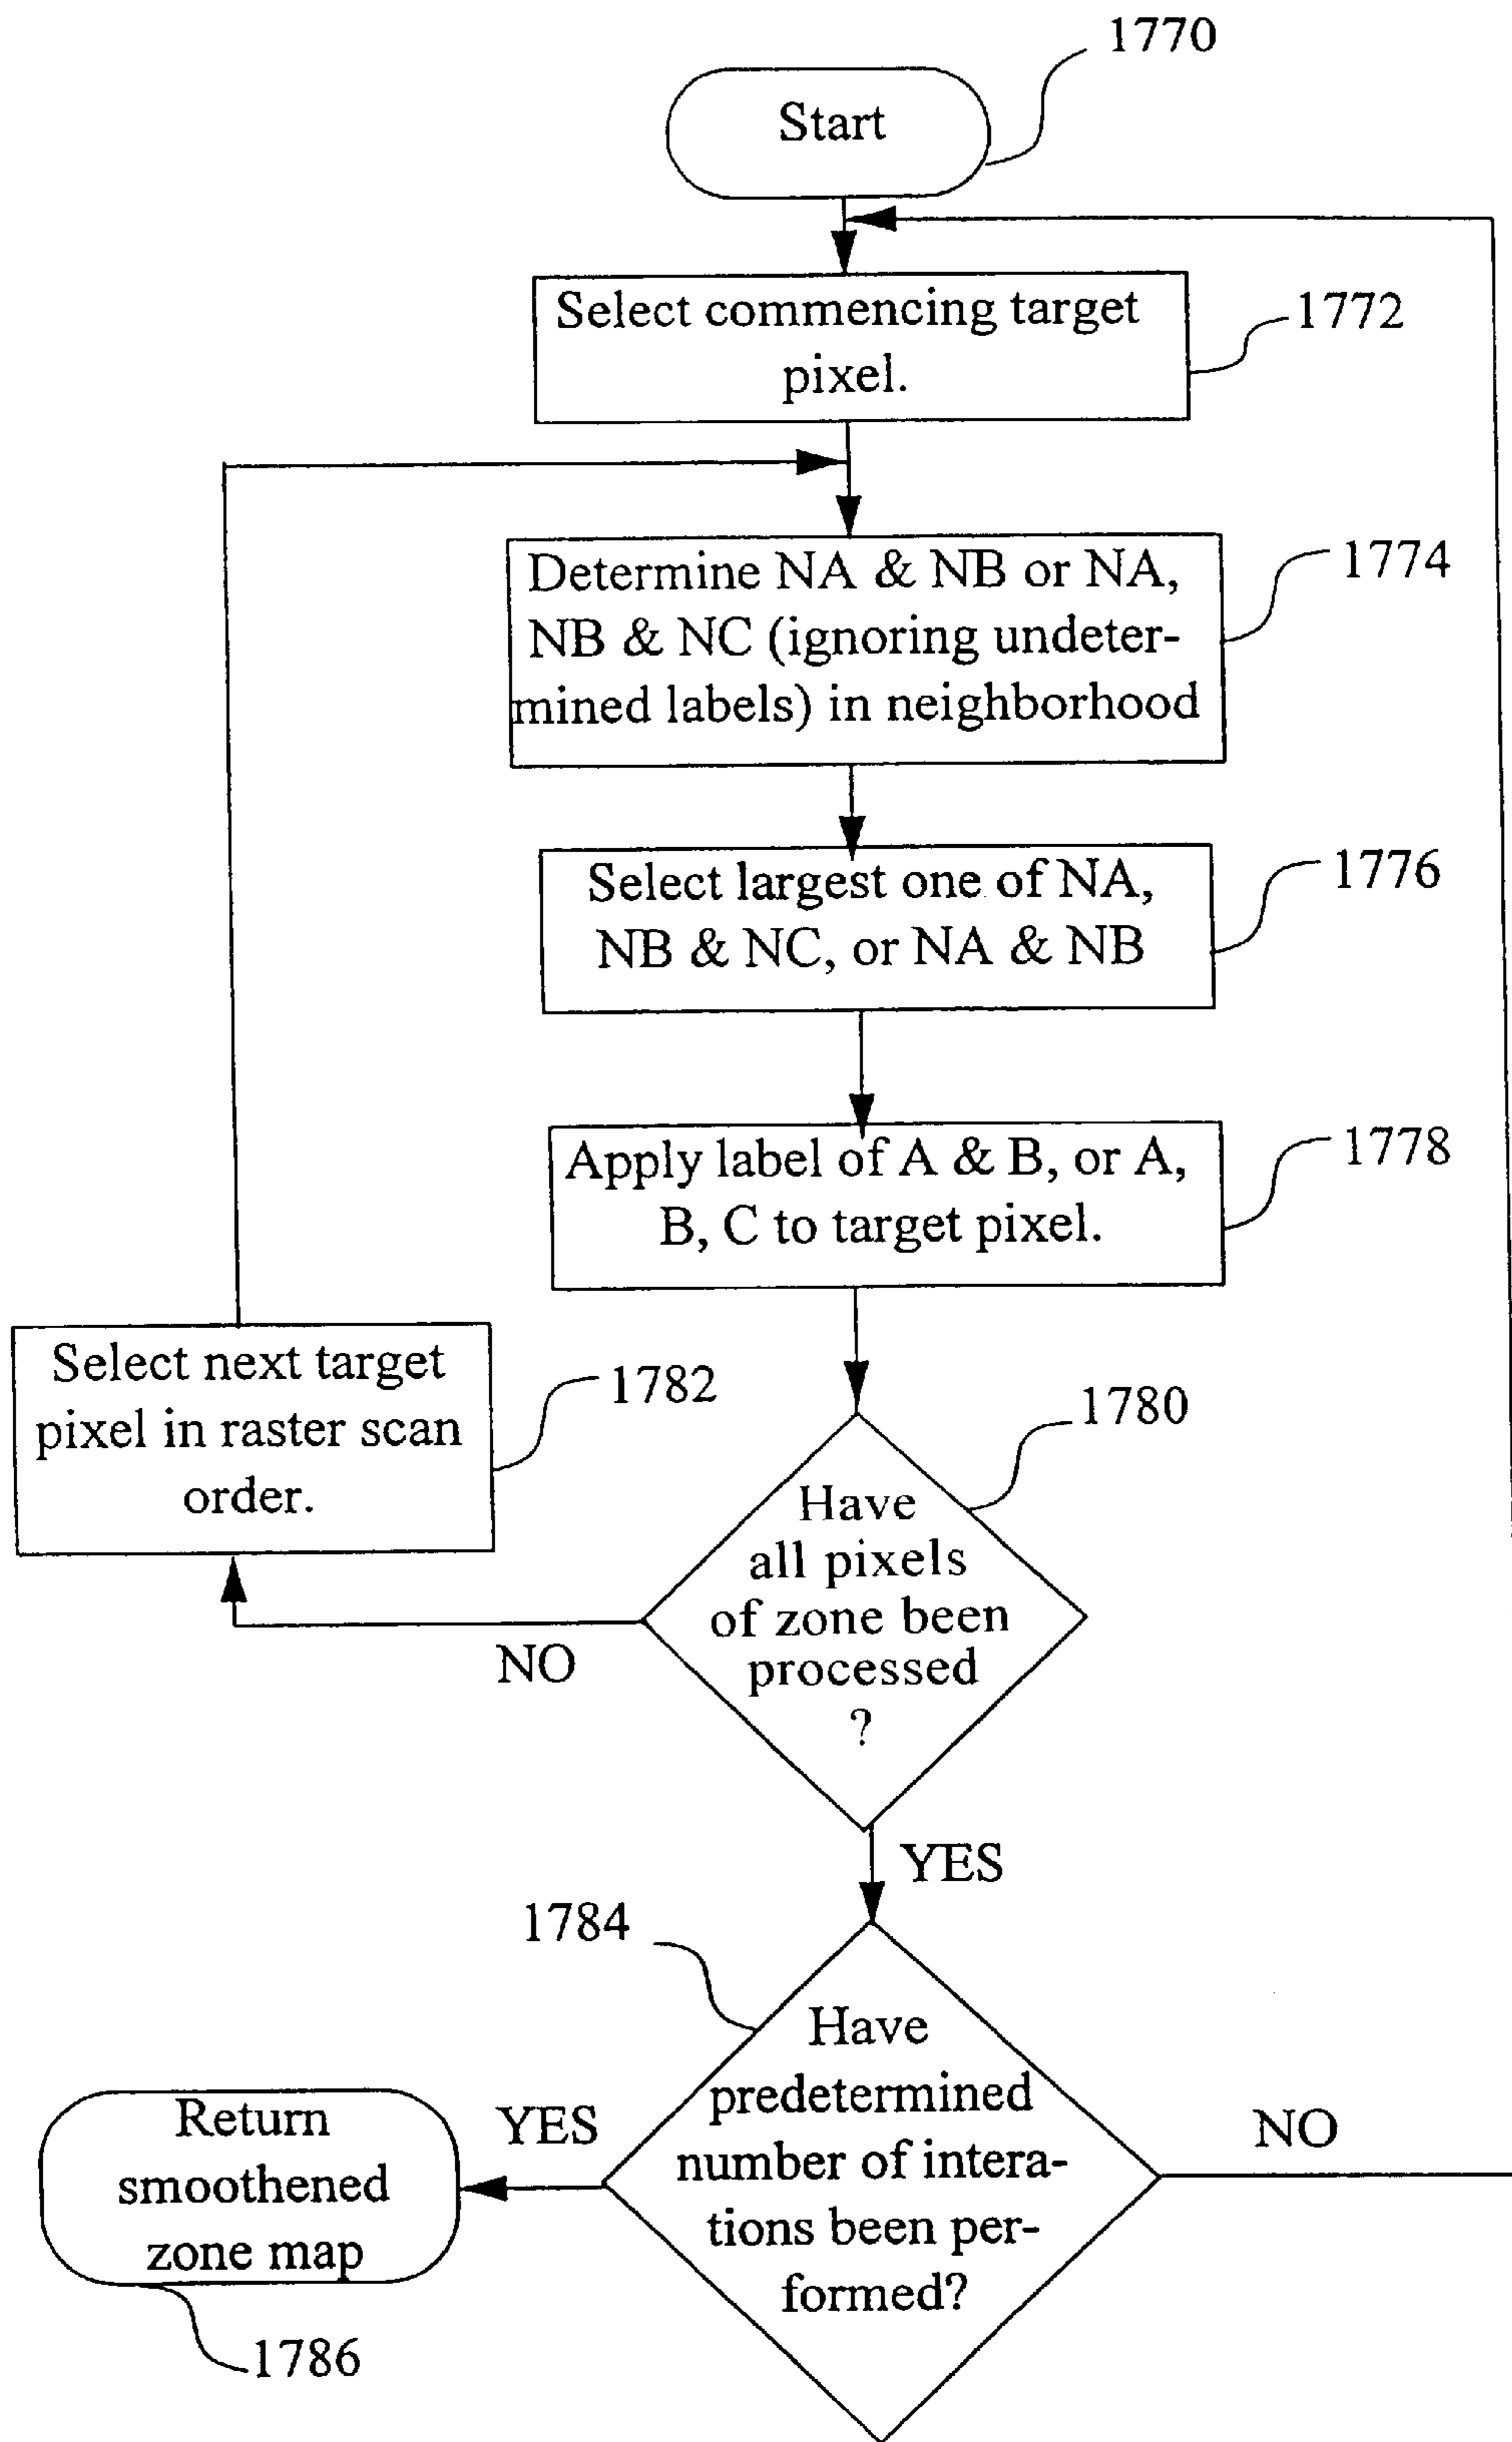 1770
Start
Select commencing target
pixel.
1772
Determine NA & NB or NA,
NB & NC (ignoring undeter-
mined labels) in neighborhood
1774
Select largest one of NA,
NB & NC, or NA & NB
1776
Apply label of A & B, or A,
B, C to target pixel.
1778
Select next target
pixel in raster scan
order.
1782
1780
Have
all pixels
of zone been
processed
?
NO
YES
1784
Have
predetermined
number of intera-
tions been per-
formed?
YES
NO
Return
smoothened
zone map
1786